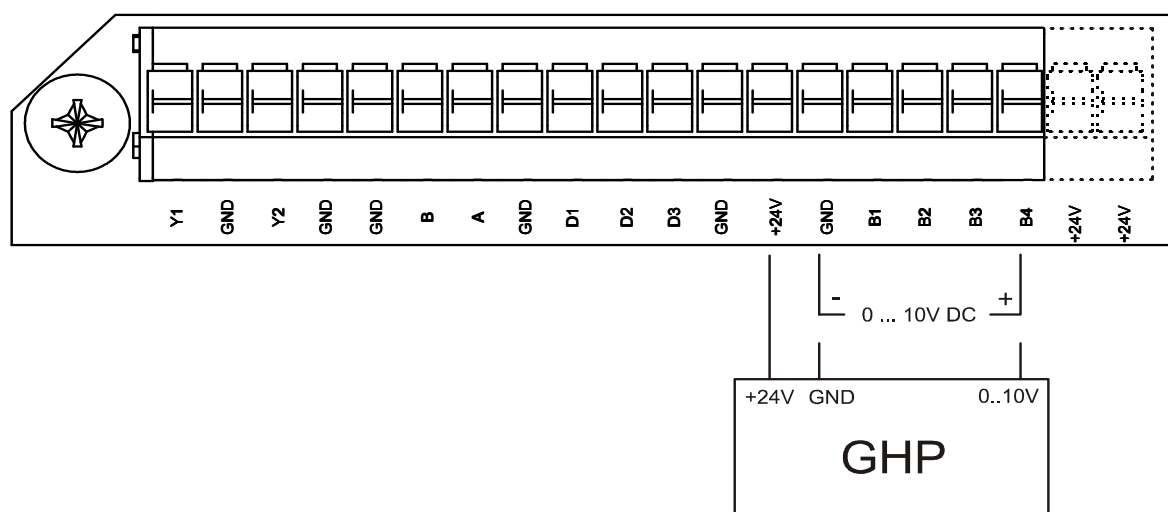 Y1 GND Y2 GND GND B A GND D1 D2 D3 GND +24V GND B1 B2 B3 B4 +24V +24V
- +
0 ... 10V DC
+24V GND 0..10V
GHP